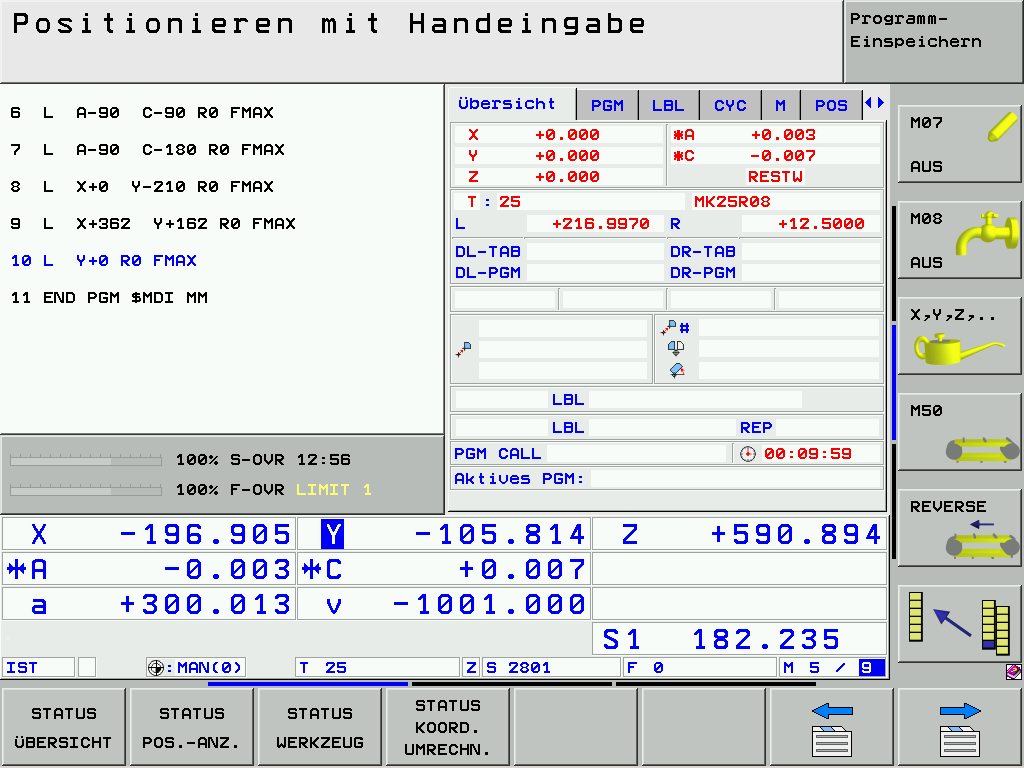 Positionieren mit Handeingabe
Programm-
Einspeichern
6 L A-90 C-90 R0 FMAX
7 L A-90 C-180 R0 FMAX
8 L X+0 Y-210 R0 FMAX
9 L X+362 Y+162 R0 FMAX
10 L Y+0 R0 FMAX
11 END PGM $MDI MM
100% S-OVR 12:56
100% F-OVR LIMIT 1
Übersicht PGM LBL CYC M POS
X +0.000 *A +0.003
Y +0.000 *C -0.007
Z +0.000 RESTW
T : 25 MK25R08
L +216.9970 R +12.5000
DL-TAB DR-TAB
DL-PGM DR-PGM
#
LBL
LBL REP
PGM CALL 00:09:59
Aktives PGM:
X -196.905 Y -105.814 Z +590.894
*A -0.003 *C +0.007
a +300.013 v -1001.000
S1 182.235
IST :MAN(0) T 25 Z S 2801 F 0 M 5 / 9
M07
AUS
M08
AUS
X,Y,Z,..
M50
REVERSE
STATUS
ÜBERSICHT
STATUS
POS.-ANZ.
STATUS
WERKZEUG
STATUS
KOORD.
UMRECHN.